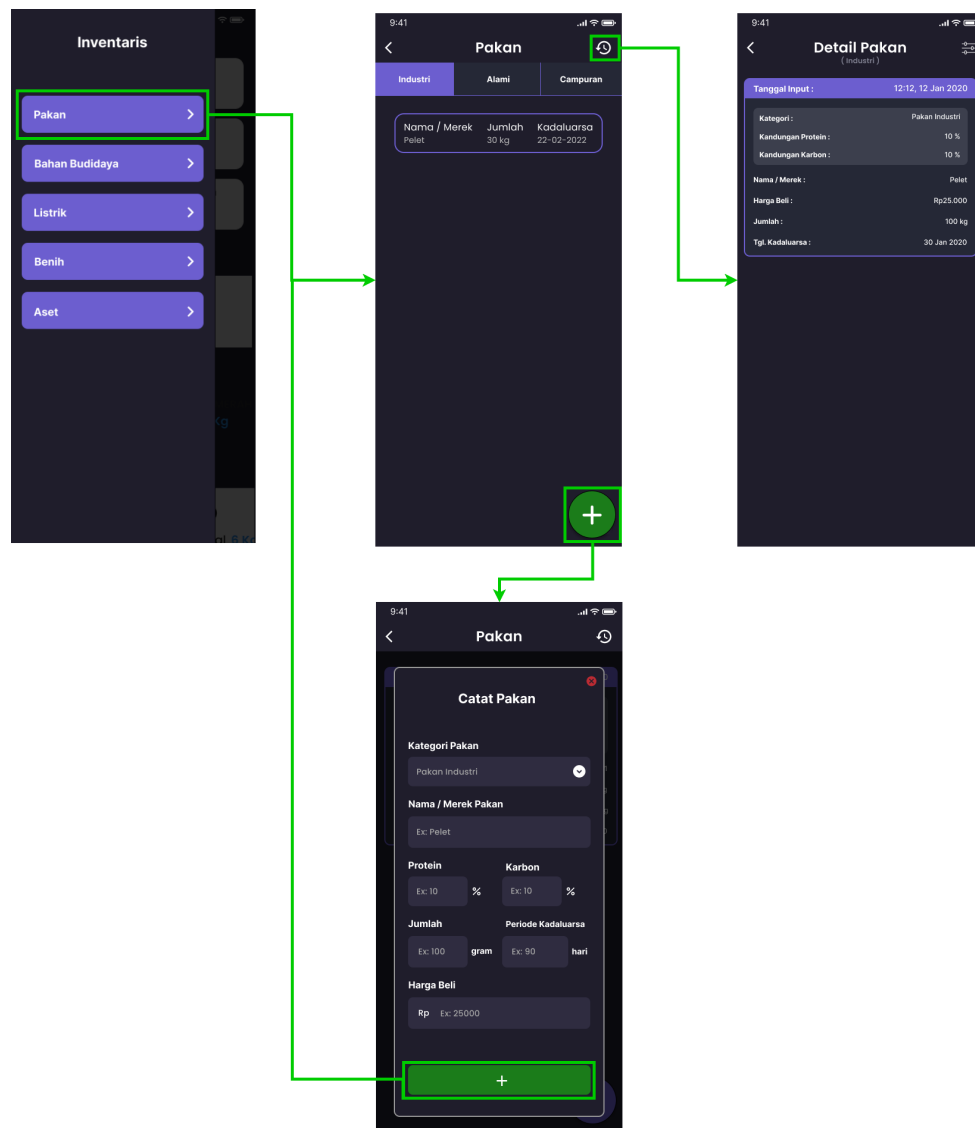 Inventaris
Pakan
Bahan Budidaya
Listrik
Benih
Aset
Kg
al 6 Kg
9:41
Pakan
Industri Alami Campuran
Nama / Merek Jumlah Kadaluarsa
Pelet 30 kg 22-02-2022
+
9:41
Detail Pakan
( Industri )
Tanggal Input : 12:12, 12 Jan 2020
Kategori : Pakan Industri
Kandungan Protein : 10 %
Kandungan Karbon : 10 %
Nama / Merek : Pelet
Harga Beli : Rp25.000
Jumlah : 100 kg
Tgl. Kadaluarsa : 30 Jan 2020
9:41
Pakan
Catat Pakan
Kategori Pakan
Pakan Industri
Nama / Merek Pakan
Ex: Pelet
Protein Karbon
Ex: 10 % Ex: 10 %
Jumlah Periode Kadaluarsa
Ex: 100 gram Ex: 90 hari
Harga Beli
Rp Ex: 25000
+